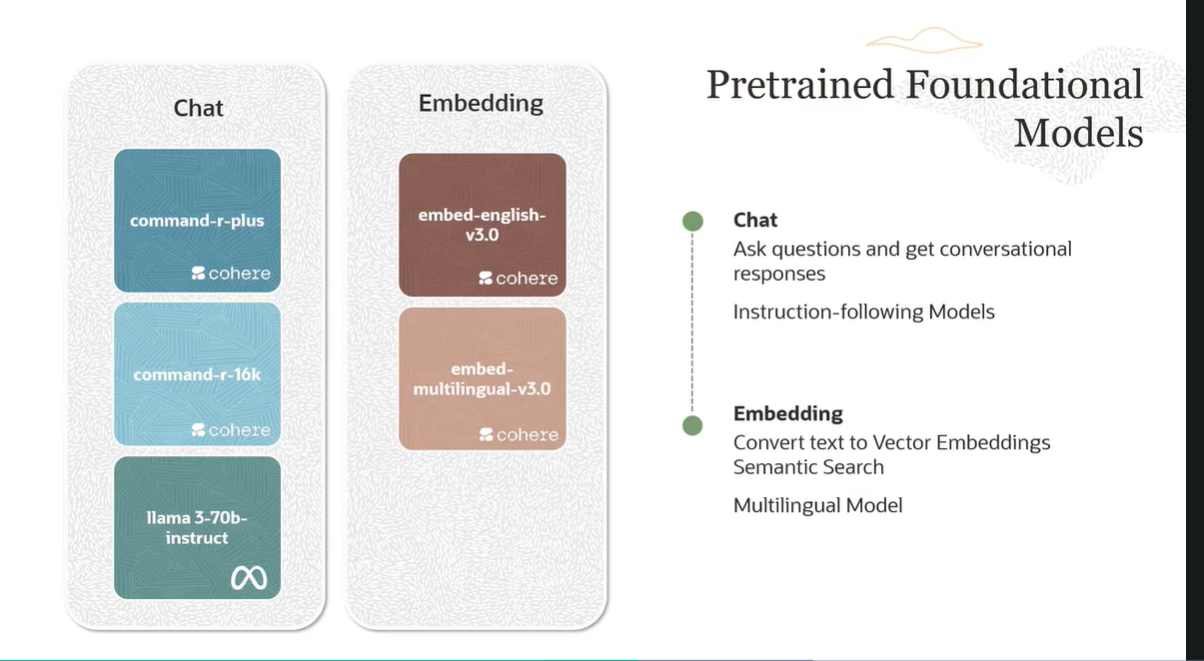 Pretrained Foundational
Models
Chat
command-r-plus
cohere
command-r-16k
cohere
llama 3-70b-
instruct
Embedding
embed-english-
v3.0
cohere
embed-
multilingual-v3.0
cohere
Chat
Ask questions and get conversational
responses
Instruction-following Models
Embedding
Convert text to Vector Embeddings
Semantic Search
Multilingual Model